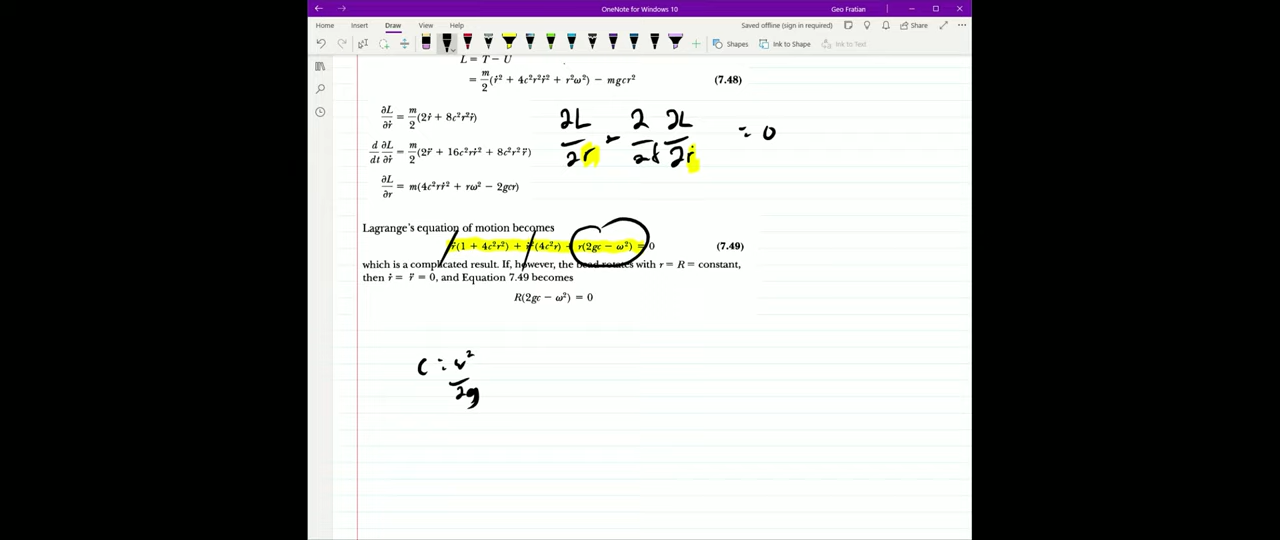 OneNote for Windows 10
Geo Fratian
Home Insert Draw View Help
Saved offline (sign in required) Share
Shapes Ink to Shape Ink to Text
L = T − U
= m/2 (ṙ² + 4c²r²ṙ² + r²ω²) − mgcr² (7.48)
∂L/∂ṙ = m/2 (2ṙ + 8c²r²ṙ)
d/dt ∂L/∂ṙ = m/2 (2r̈ + 16c²rṙ² + 8c²r²r̈)
∂L/∂r = m(4c²rṙ² + rω² − 2gcr)
∂L/∂r - ∂/∂t ∂L/∂ṙ = 0
Lagrange's equation of motion becomes
r̈(1 + 4c²r²) + ṙ²(4c²r) + r(2gc − ω²) = 0 (7.49)
which is a complicated result. If, however, the bead rotates with r = R = constant,
then ṙ = r̈ = 0, and Equation 7.49 becomes
R(2gc − ω²) = 0
c = w²/2g